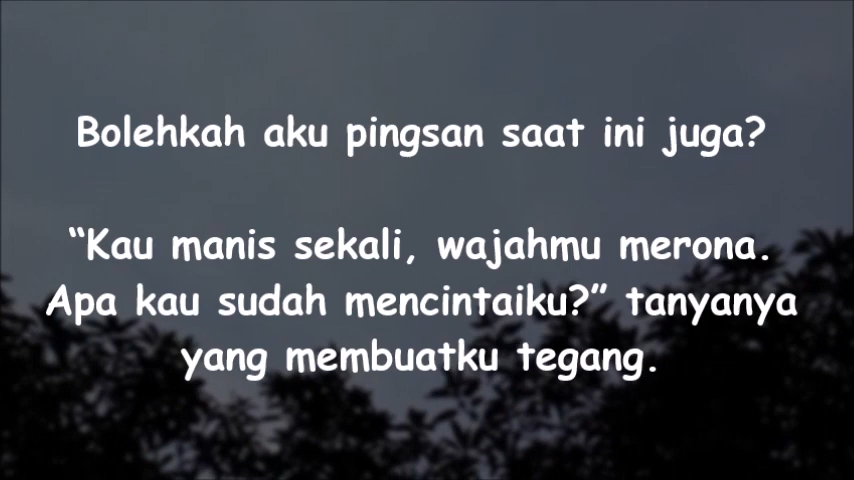 Bolehkah aku pingsan saat ini juga?
“Kau manis sekali, wajahmu merona.
Apa kau sudah mencintaiku?” tanyanya
yang membuatku tegang.